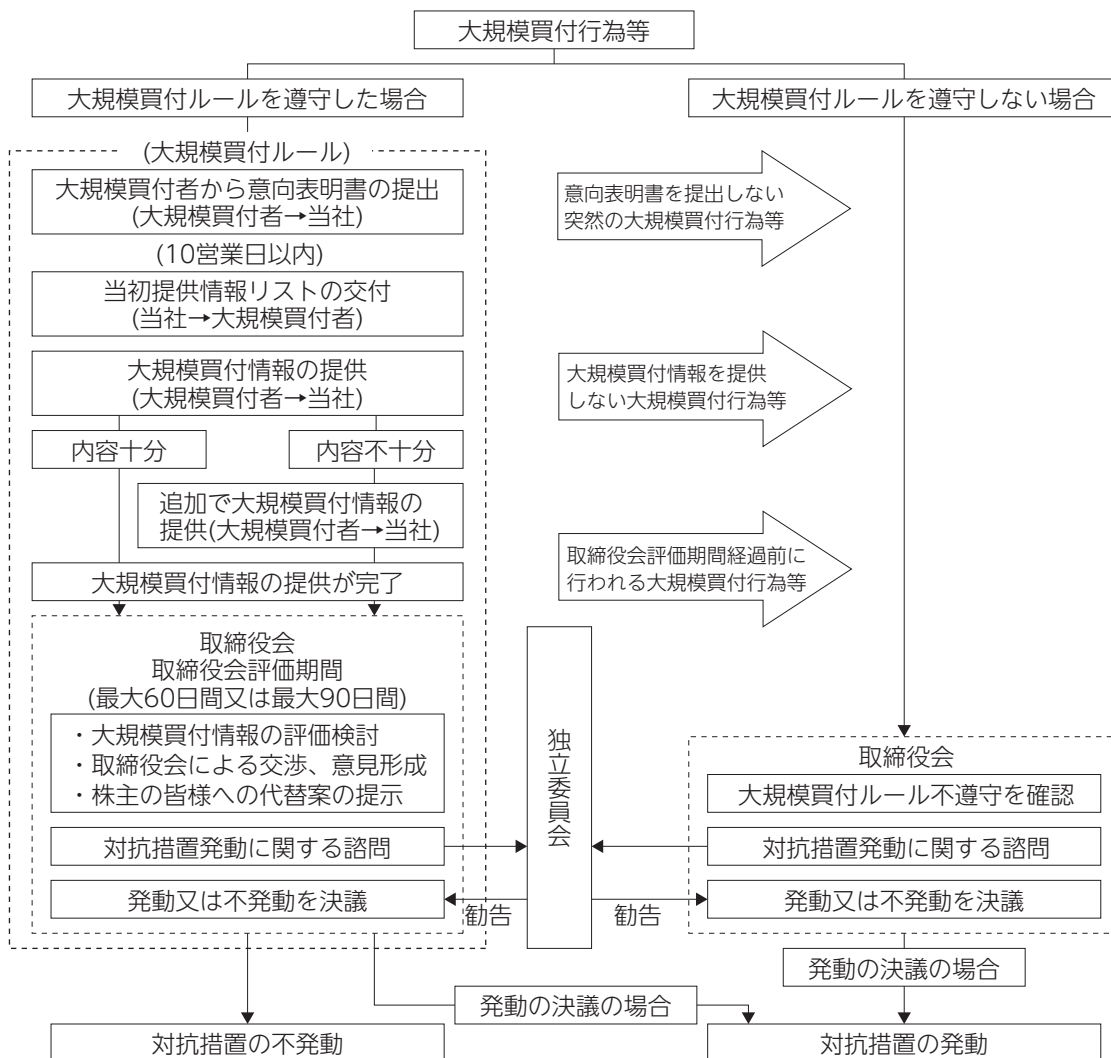 大規模買付行為等
大規模買付ルールを遵守した場合
大規模買付ルールを遵守しない場合
(大規模買付ルール)
大規模買付者から意向表明書の提出
(大規模買付者→当社)
(10営業日以内)
当初提供情報リストの交付
(当社→大規模買付者)
大規模買付情報の提供
(大規模買付者→当社)
内容十分
内容不十分
追加で大規模買付情報の
提供(大規模買付者→当社)
大規模買付情報の提供が完了
意向表明書を提出しない
突然の大規模買付行為等
大規模買付情報を提供
しない大規模買付行為等
取締役会評価期間経過前に
行われる大規模買付行為等
取締役会
取締役会評価期間
(最大60日間又は最大90日間)
・大規模買付情報の評価検討
・取締役会による交渉、意見形成
・株主の皆様への代替案の提示
対抗措置発動に関する諮問
発動又は不発動を決議
勧告
独立委員会
勧告
取締役会
大規模買付ルール不遵守を確認
対抗措置発動に関する諮問
発動又は不発動を決議
発動の決議の場合
発動の決議の場合
対抗措置の不発動
対抗措置の発動